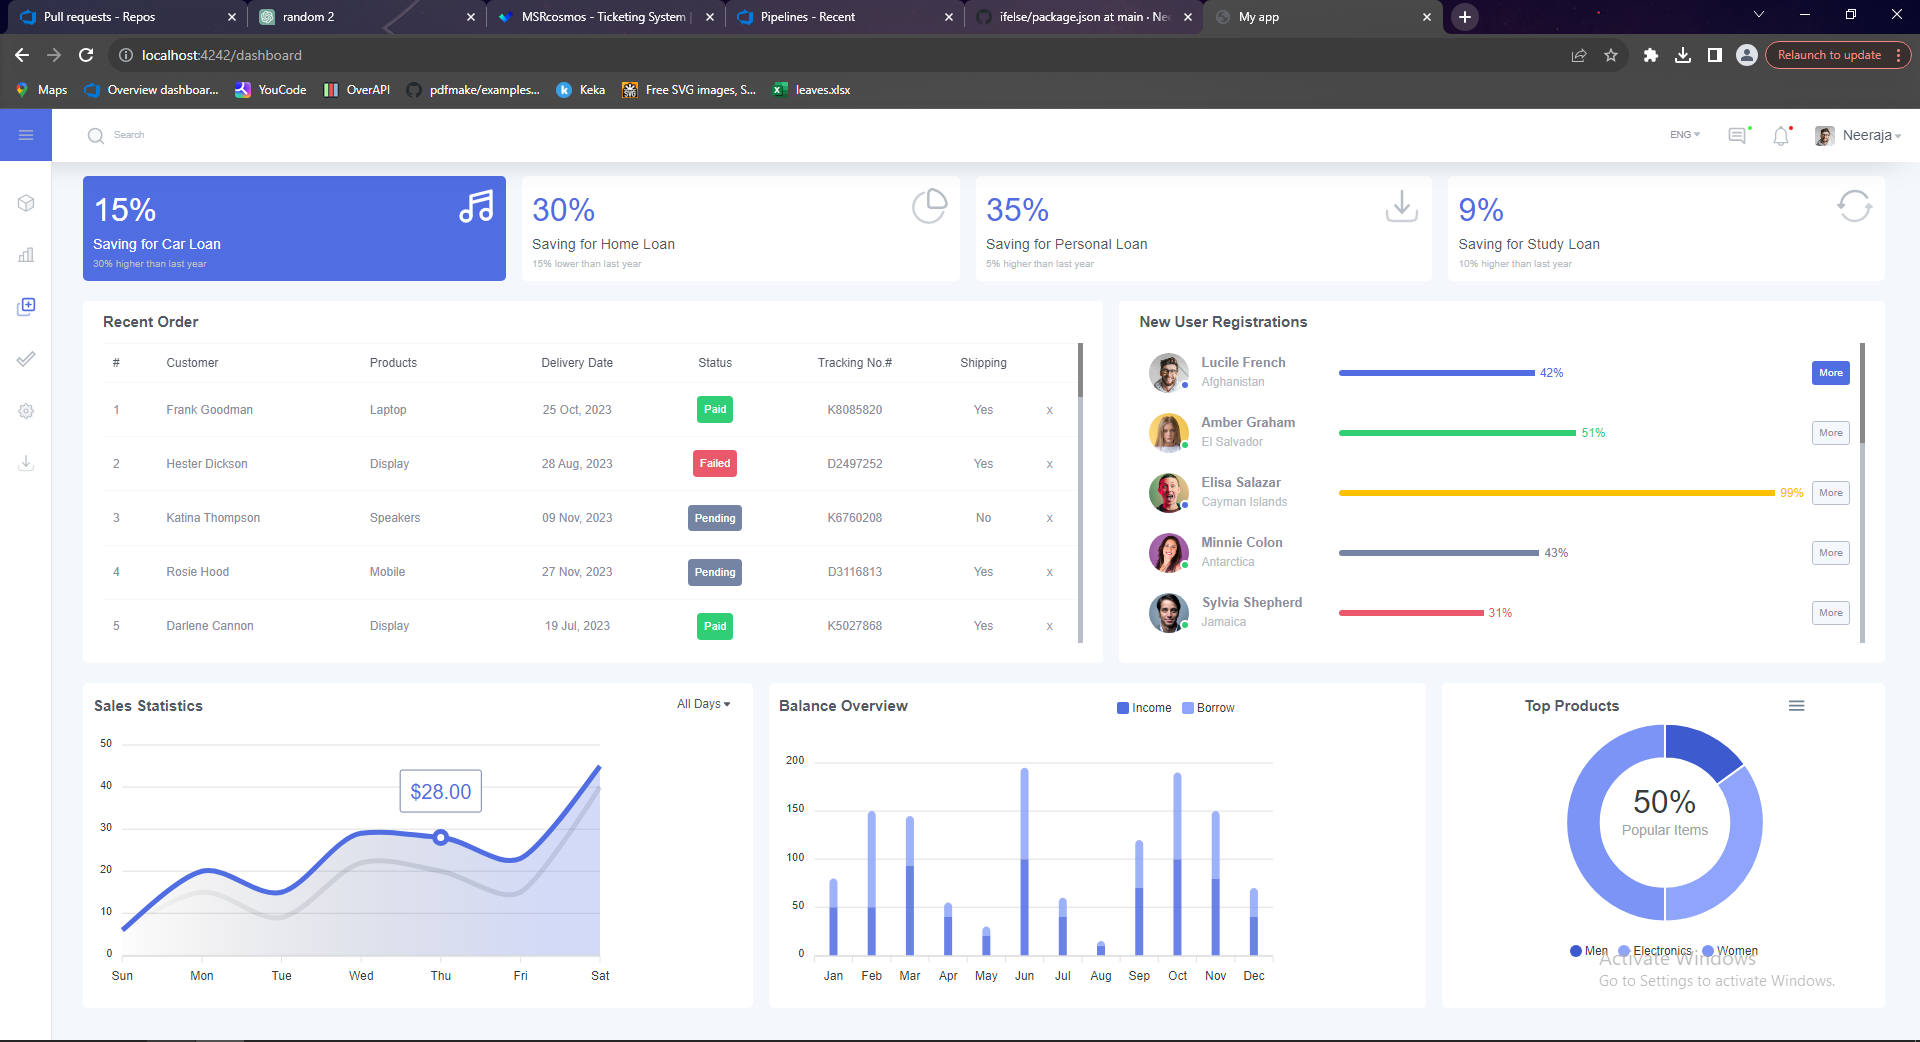 Pull requests - Repos
random 2
MSRcosmos - Ticketing System |
Pipelines - Recent
ifelse/package.json at main · Nee
My app
localhost:4242/dashboard
Relaunch to update
Maps
Overview dashboar...
YouCode
OverAPI
pdfmake/examples...
Keka
Free SVG images, S...
leaves.xlsx
Search
ENG
Neeraja
15%
Saving for Car Loan
30% higher than last year
30%
Saving for Home Loan
15% lower than last year
35%
Saving for Personal Loan
5% higher than last year
9%
Saving for Study Loan
10% higher than last year
Recent Order
# Customer Products Delivery Date Status Tracking No.# Shipping
1 Frank Goodman Laptop 25 Oct, 2023 Paid K8085820 Yes x
2 Hester Dickson Display 28 Aug, 2023 Failed D2497252 Yes x
3 Katina Thompson Speakers 09 Nov, 2023 Pending K6760208 No x
4 Rosie Hood Mobile 27 Nov, 2023 Pending D3116813 Yes x
5 Darlene Cannon Display 19 Jul, 2023 Paid K5027868 Yes x
New User Registrations
Lucile French
Afghanistan
42%
More
Amber Graham
El Salvador
51%
More
Elisa Salazar
Cayman Islands
99%
More
Minnie Colon
Antarctica
43%
More
Sylvia Shepherd
Jamaica
31%
More
Sales Statistics
All Days
50
40
30
20
10
0
$28.00
Sun Mon Tue Wed Thu Fri Sat
Balance Overview
Income Borrow
200
150
100
50
0
Jan Feb Mar Apr May Jun Jul Aug Sep Oct Nov Dec
Top Products
50%
Popular Items
Men Electronics Women
Activate Windows
Go to Settings to activate Windows.